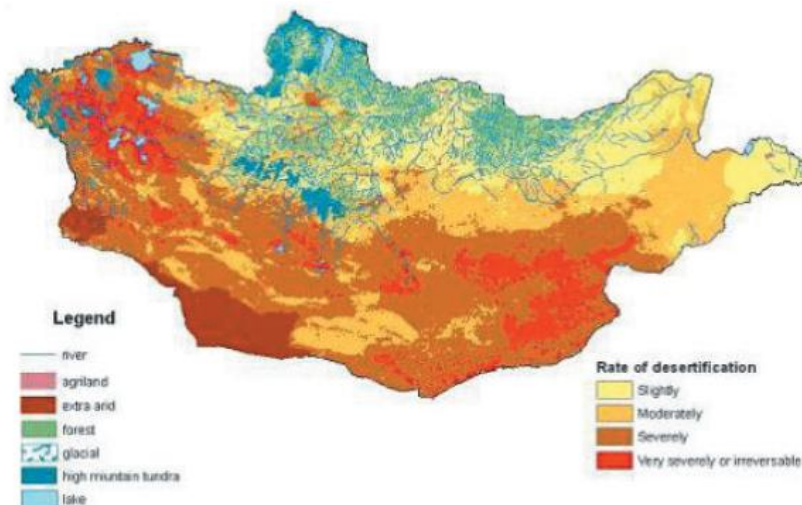 Legend
river
agriland
extra arid
forest
glacial
high miuntain tundra
lake
Rate of desertification
Slightly
Moderately
Severely
Very severely or irreversable